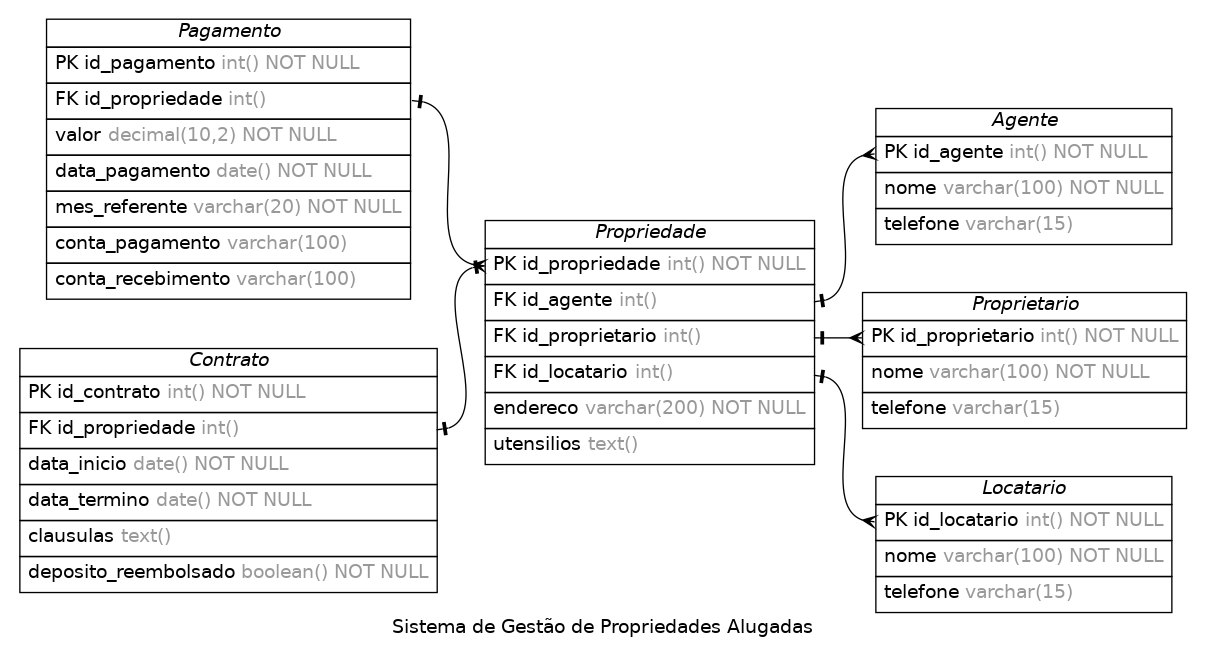 Pagamento
PK id_pagamento int() NOT NULL
FK id_propriedade int()
valor decimal(10,2) NOT NULL
data_pagamento date() NOT NULL
mes_referente varchar(20) NOT NULL
conta_pagamento varchar(100)
conta_recebimento varchar(100)
Contrato
PK id_contrato int() NOT NULL
FK id_propriedade int()
data_inicio date() NOT NULL
data_termino date() NOT NULL
clausulas text()
deposito_reembolsado boolean() NOT NULL
Propriedade
PK id_propriedade int() NOT NULL
FK id_agente int()
FK id_proprietario int()
FK id_locatario int()
endereco varchar(200) NOT NULL
utensilios text()
Agente
PK id_agente int() NOT NULL
nome varchar(100) NOT NULL
telefone varchar(15)
Proprietario
PK id_proprietario int() NOT NULL
nome varchar(100) NOT NULL
telefone varchar(15)
Locatario
PK id_locatario int() NOT NULL
nome varchar(100) NOT NULL
telefone varchar(15)
Sistema de Gestão de Propriedades Alugadas